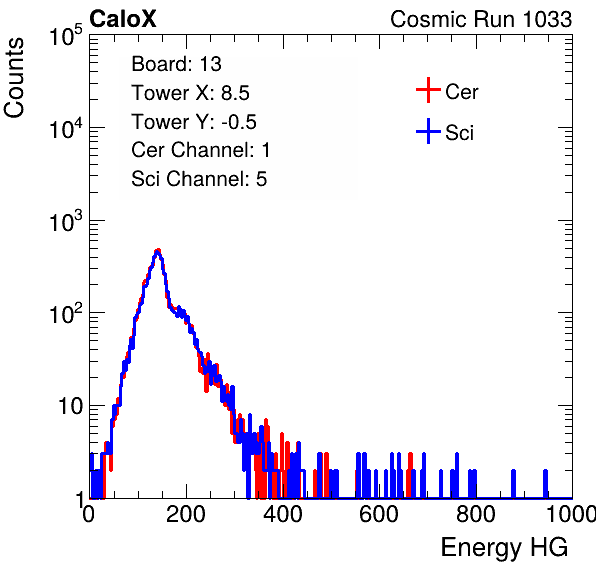 CaloX Cosmic Run 1033
Counts
Board: 13
Tower X: 8.5
Tower Y: -0.5
Cer Channel: 1
Sci Channel: 5
Cer
Sci
10^5
10^4
10^3
10^2
10
1
0 200 400 600 800 1000
Energy HG